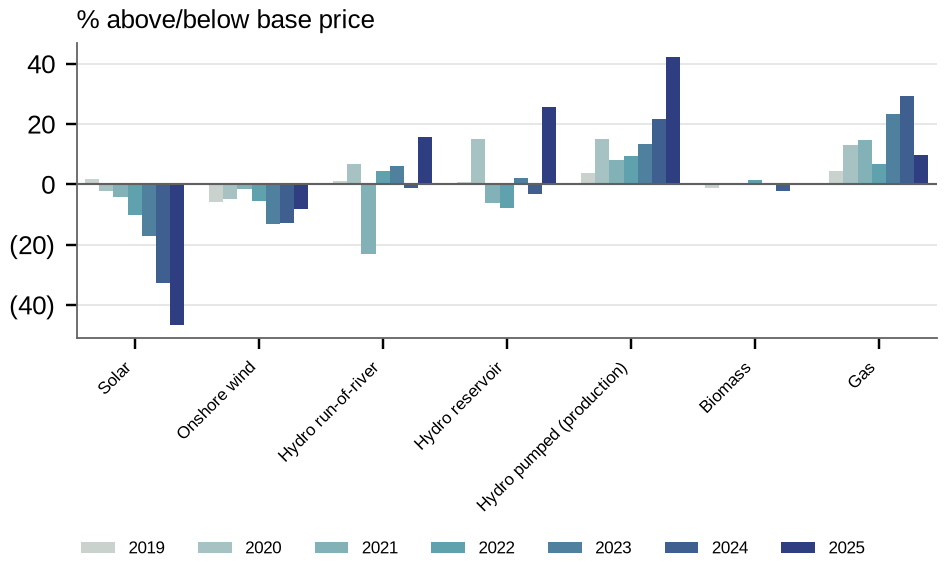 % above/below base price
40
20
0
(20)
(40)
Solar
Onshore wind
Hydro run-of-river
Hydro reservoir
Hydro pumped (production)
Biomass
Gas
2019 2020 2021 2022 2023 2024 2025